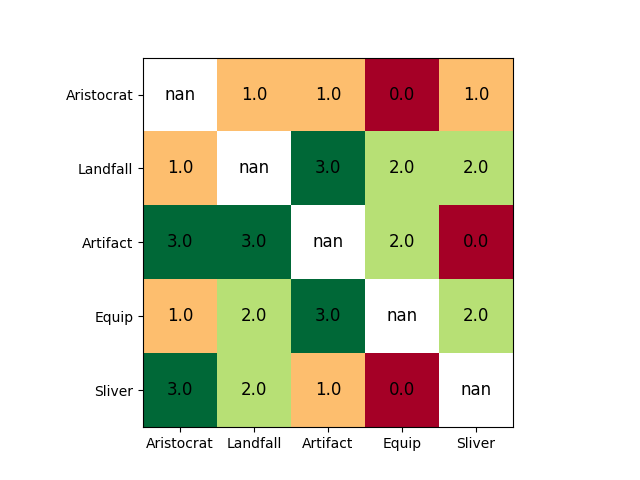 Aristocrat nan 1.0 1.0 0.0 1.0
Landfall 1.0 nan 3.0 2.0 2.0
Artifact 3.0 3.0 nan 2.0 0.0
Equip 1.0 2.0 3.0 nan 2.0
Sliver 3.0 2.0 1.0 0.0 nan
Aristocrat Landfall Artifact Equip Sliver